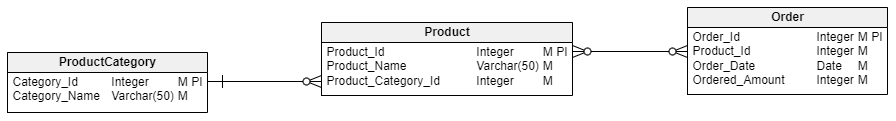 ProductCategory
Category_Id Integer M PI
Category_Name Varchar(50) M
Product
Product_Id Integer M PI
Product_Name Varchar(50) M
Product_Category_Id Integer M
Order
Order_Id Integer M PI
Product_Id Integer M
Order_Date Date M
Ordered_Amount Integer M